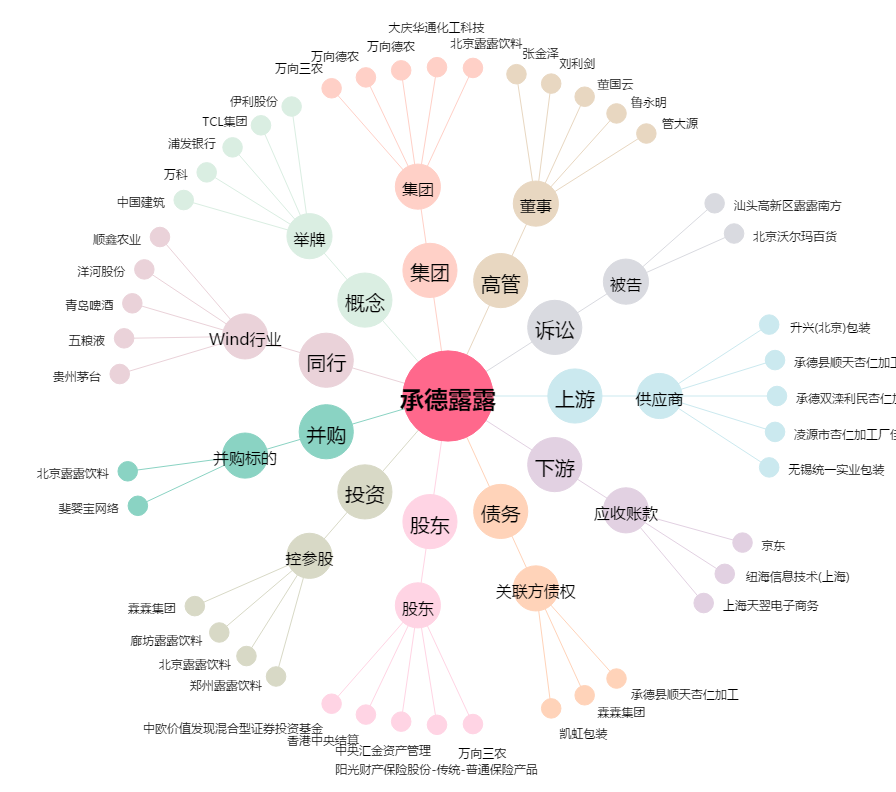 大庆华通化工科技
万向德农
北京露露饮料
万向德农
万向三农
张金泽
刘利剑
茁国云
鲁永明
管大源
伊利股份
TCL集团
浦发银行
万科
中国建筑
集团
董事
举牌
顺鑫农业
洋河股份
青岛啤酒
五粮液
贵州茅台
汕头高新区露露南方
北京沃尔玛百货
被告
集团
高管
概念
诉讼
Wind行业
同行
升兴(北京)包装
承德县顺天杏仁加工
承德双滦利民杏仁加
凌源市杏仁加工厂
无锡统一实业包装
承德露露
上游
供应商
并购
并购标的
北京露露饮料
斐婴宝网络
下游
应收账款
投资
股东
债务
京东
纽海信息技术(上海)
上海天翌电子商务
控参股
关联方债权
股东
霖霖集团
廊坊露露饮料
北京露露饮料
郑州露露饮料
承德县顺天杏仁加工
霖霖集团
凯虹包装
中欧价值发现混合型证券投资基金
香港中央结算
中央汇金资产管理
万向三农
阳光财产保险股份-传统-普通保险产品